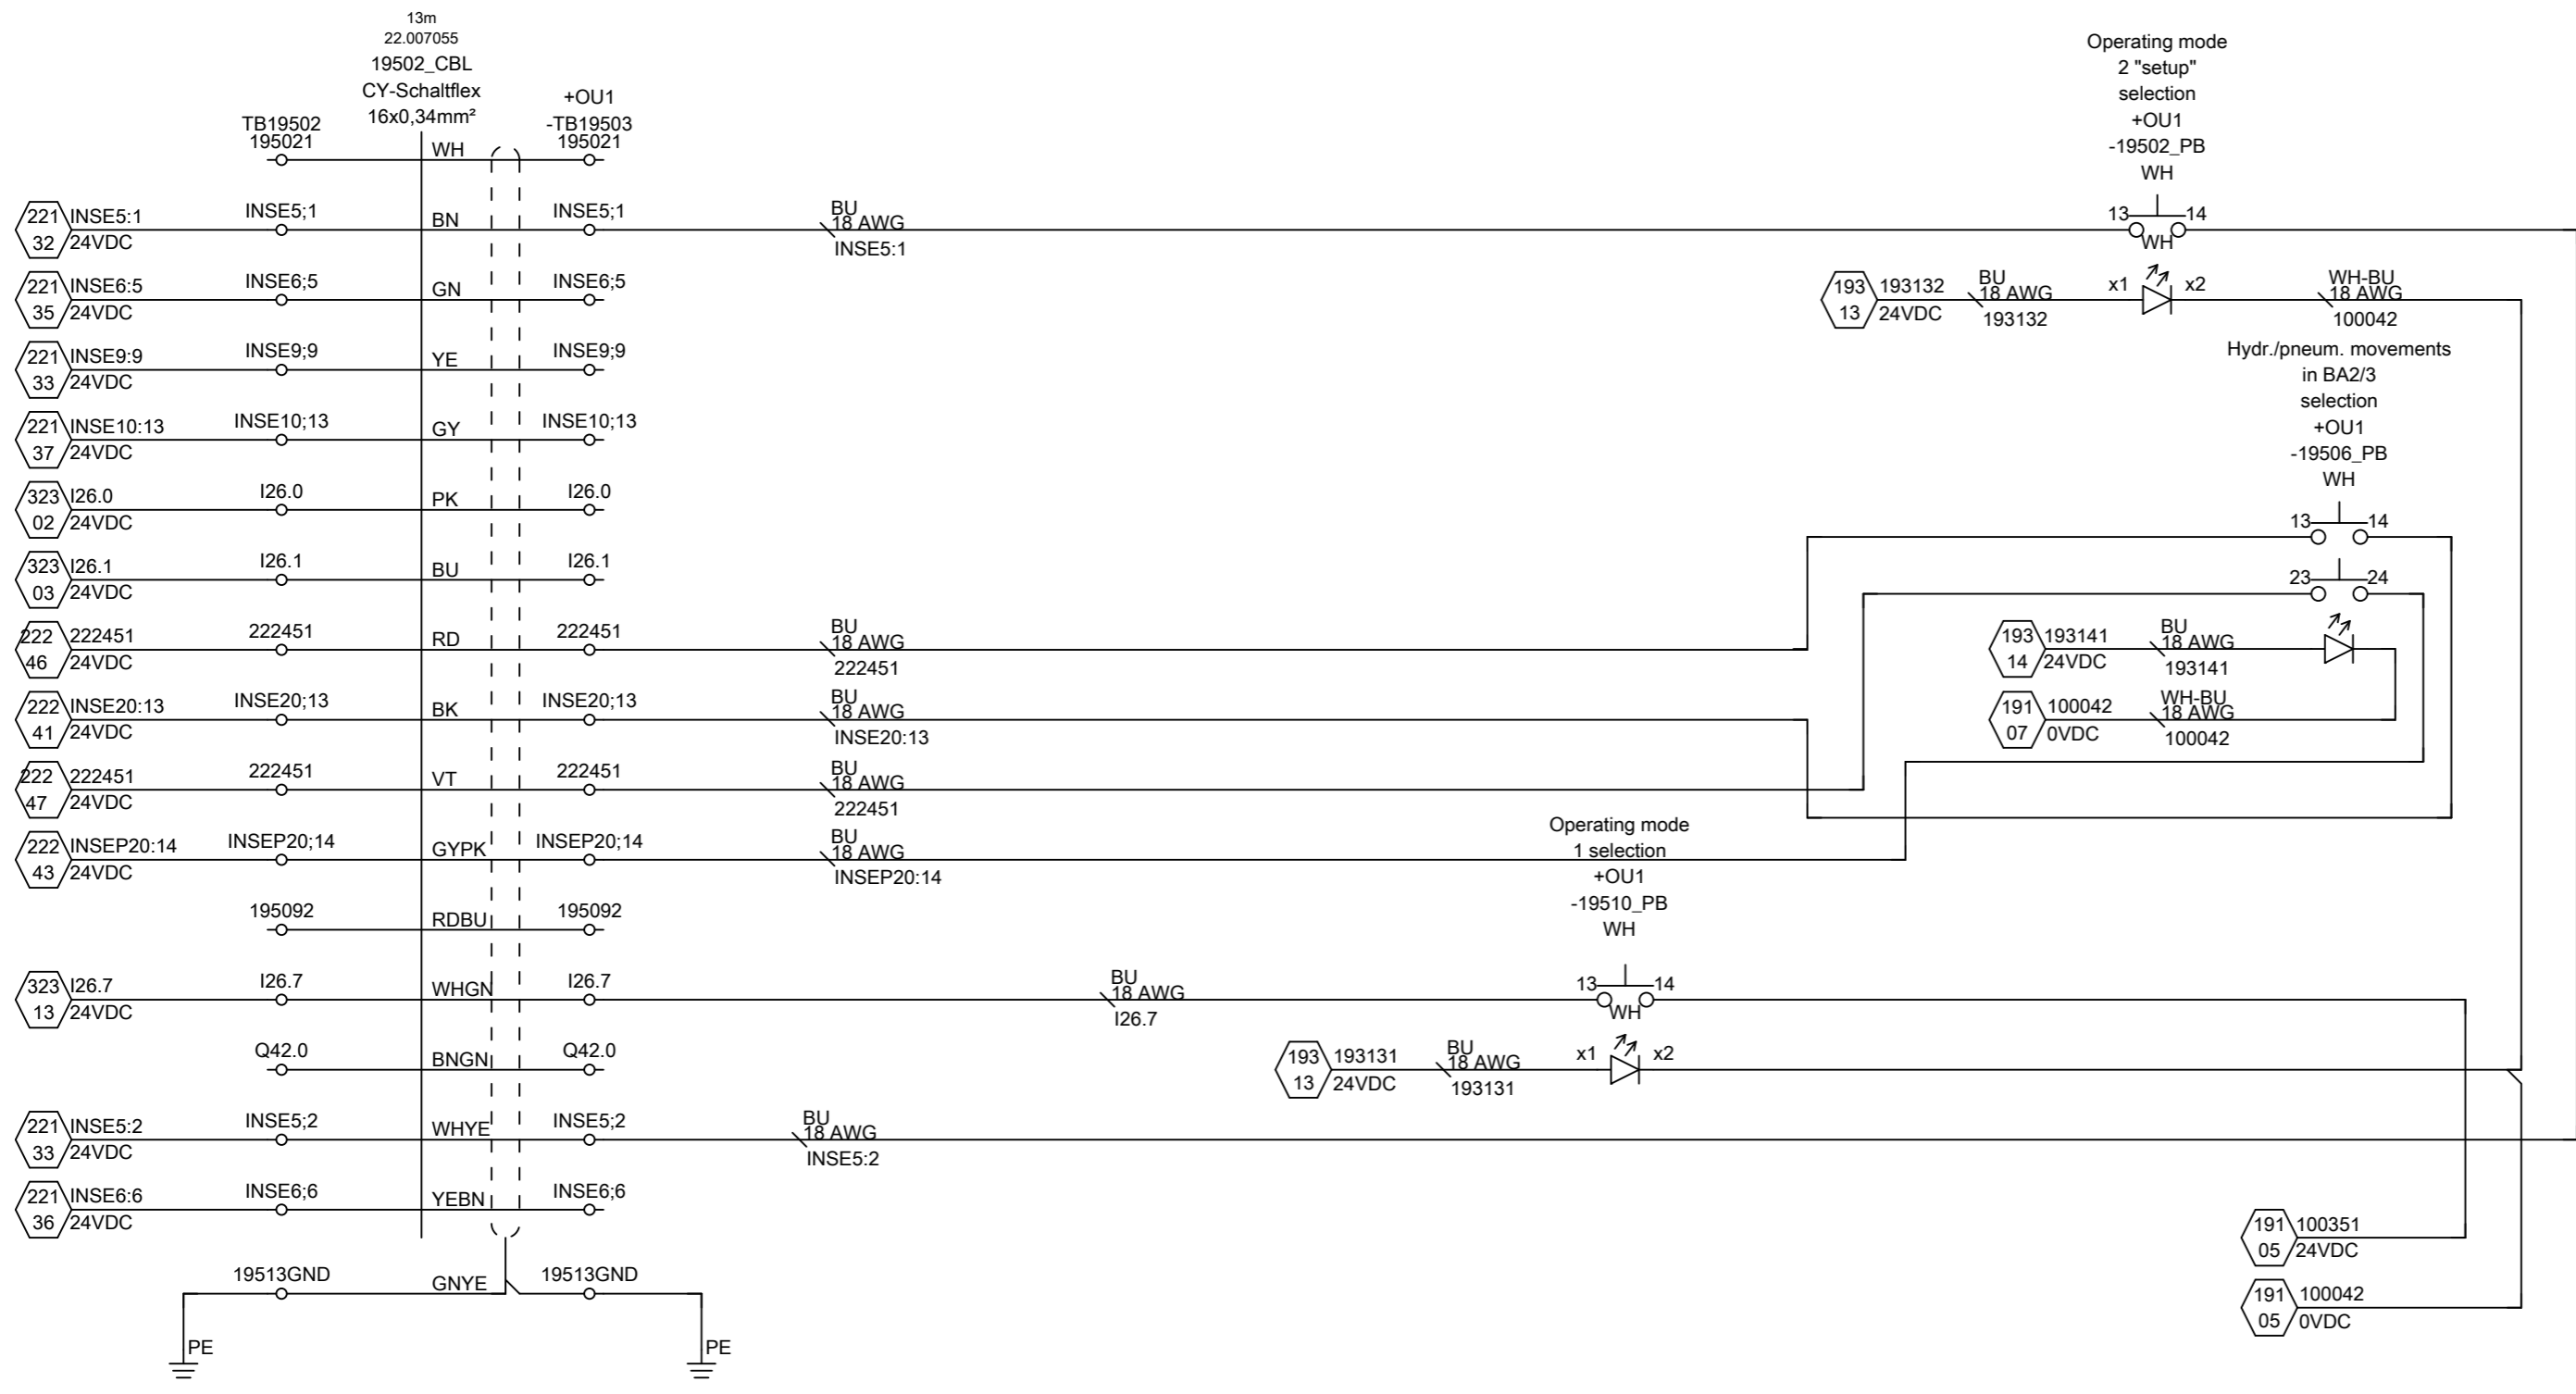 13m
22.007055
19502_CBL
CY-Schaltflex
16x0,34mm²
TB19502
195021
WH
+OU1
-TB19503
195021
Operating mode
2 "setup"
selection
+OU1
-19502_PB
WH
221
32
INSE5:1
24VDC
INSE5;1
BN
INSE5;1
BU
18 AWG
INSE5:1
13
14
WH
221
35
INSE6:5
24VDC
INSE6;5
GN
INSE6;5
193
13
193132
24VDC
BU
18 AWG
193132
x1
x2
WH-BU
18 AWG
100042
221
33
INSE9:9
24VDC
INSE9;9
YE
INSE9;9
Hydr./pneum. movements
in BA2/3
selection
+OU1
-19506_PB
WH
221
37
INSE10:13
24VDC
INSE10;13
GY
INSE10;13
323
02
I26.0
24VDC
I26.0
PK
I26.0
13
14
323
03
I26.1
24VDC
I26.1
BU
I26.1
23
24
222
46
222451
24VDC
222451
RD
222451
BU
18 AWG
222451
193
14
193141
24VDC
BU
18 AWG
193141
222
41
INSE20:13
24VDC
INSE20;13
BK
INSE20;13
BU
18 AWG
INSE20:13
191
07
100042
0VDC
WH-BU
18 AWG
100042
222
47
222451
24VDC
222451
VT
222451
BU
18 AWG
222451
222
43
INSEP20:14
24VDC
INSEP20;14
GYPK
INSEP20;14
BU
18 AWG
INSEP20:14
Operating mode
1 selection
+OU1
-19510_PB
WH
195092
RDBU
195092
323
13
I26.7
24VDC
I26.7
WHGN
I26.7
BU
18 AWG
I26.7
13
14
WH
Q42.0
BNGN
Q42.0
193
13
193131
24VDC
BU
18 AWG
193131
x1
x2
221
33
INSE5:2
24VDC
INSE5;2
WHYE
INSE5;2
BU
18 AWG
INSE5:2
221
36
INSE6:6
24VDC
INSE6;6
YEBN
INSE6;6
191
05
100351
24VDC
19513GND
GNYE
19513GND
191
05
100042
0VDC
PE
PE